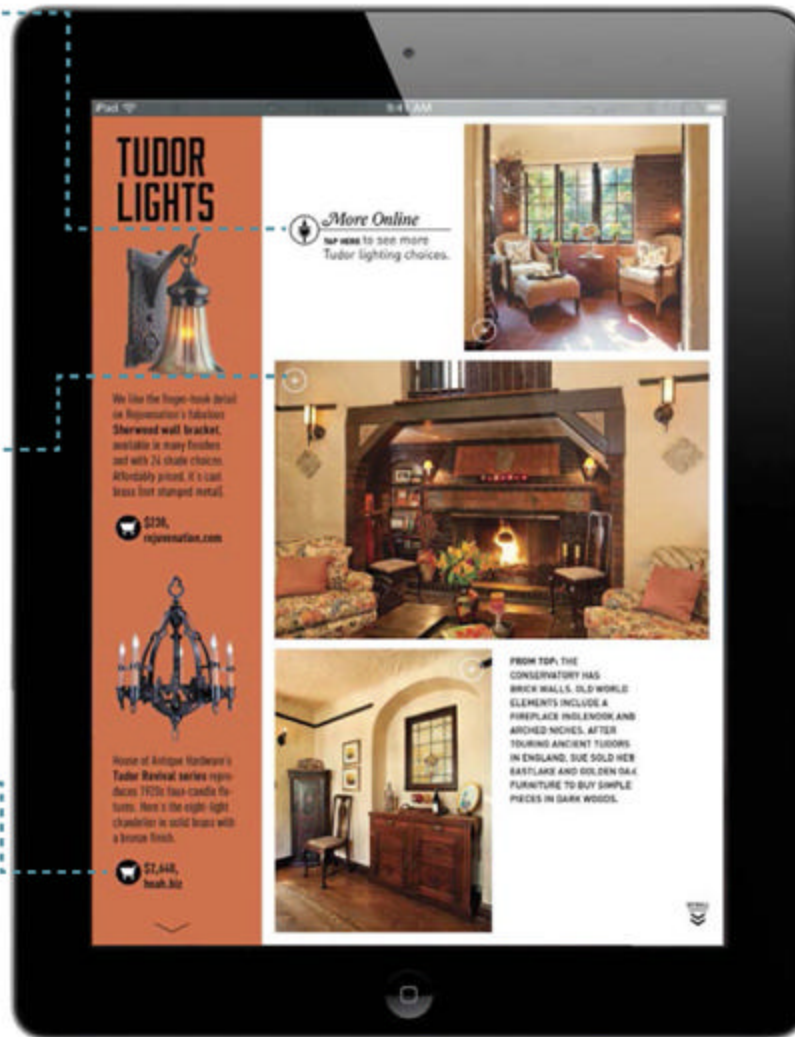 iPad
9:41 AM
TUDOR
LIGHTS
More Online
TAP HERE to see more
Tudor lighting choices.
We like the finger-hook detail
on Rejuvenation's fabulous
Sherwood wall bracket,
available in many finishes
and with 24 shade choices.
Affordably priced, it's cast
brass (not stamped metal).
rejuvenation.com
House of Antique Hardware's
Tudor Revival series repro-
duces 1920s faux-candle fix-
tures. Here's the eight-light
chandelier in solid brass with
a bronze finish.
hoah.biz
FROM TOP: THE
CONSERVATORY HAS
BRICK WALLS. OLD WORLD
ELEMENTS INCLUDE A
FIREPLACE INGLENOOK AND
ARCHED NICHES. AFTER
TOURING ANCIENT TUDORS
IN ENGLAND, SUE SOLD HER
EASTLAKE AND GOLDEN OAK
FURNITURE TO BUY SIMPLE
PIECES IN DARK WOODS.